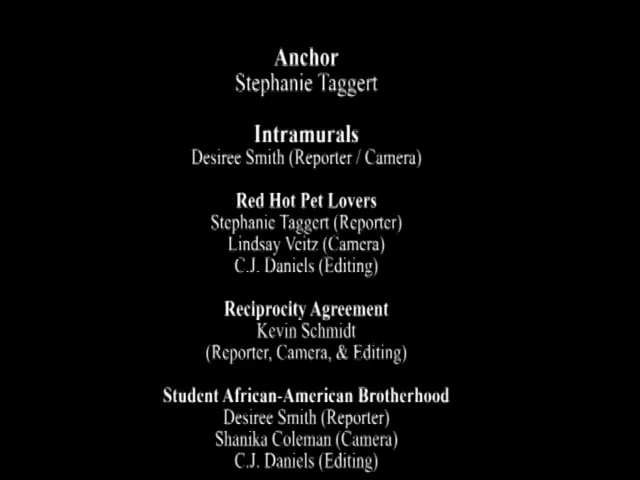 Anchor
Stephanie Taggert
Intramurals
Desiree Smith (Reporter / Camera)
Red Hot Pet Lovers
Stephanie Taggert (Reporter)
Lindsay Veitz (Camera)
C.J. Daniels (Editing)
Reciprocity Agreement
Kevin Schmidt
(Reporter, Camera, & Editing)
Student African-American Brotherhood
Desiree Smith (Reporter)
Shanika Coleman (Camera)
C.J. Daniels (Editing)